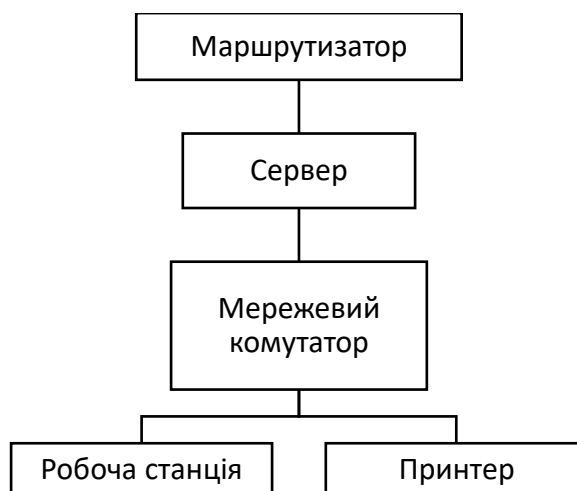 Маршрутизатор
Сервер
Мережевий
комутатор
Робоча станція
Принтер